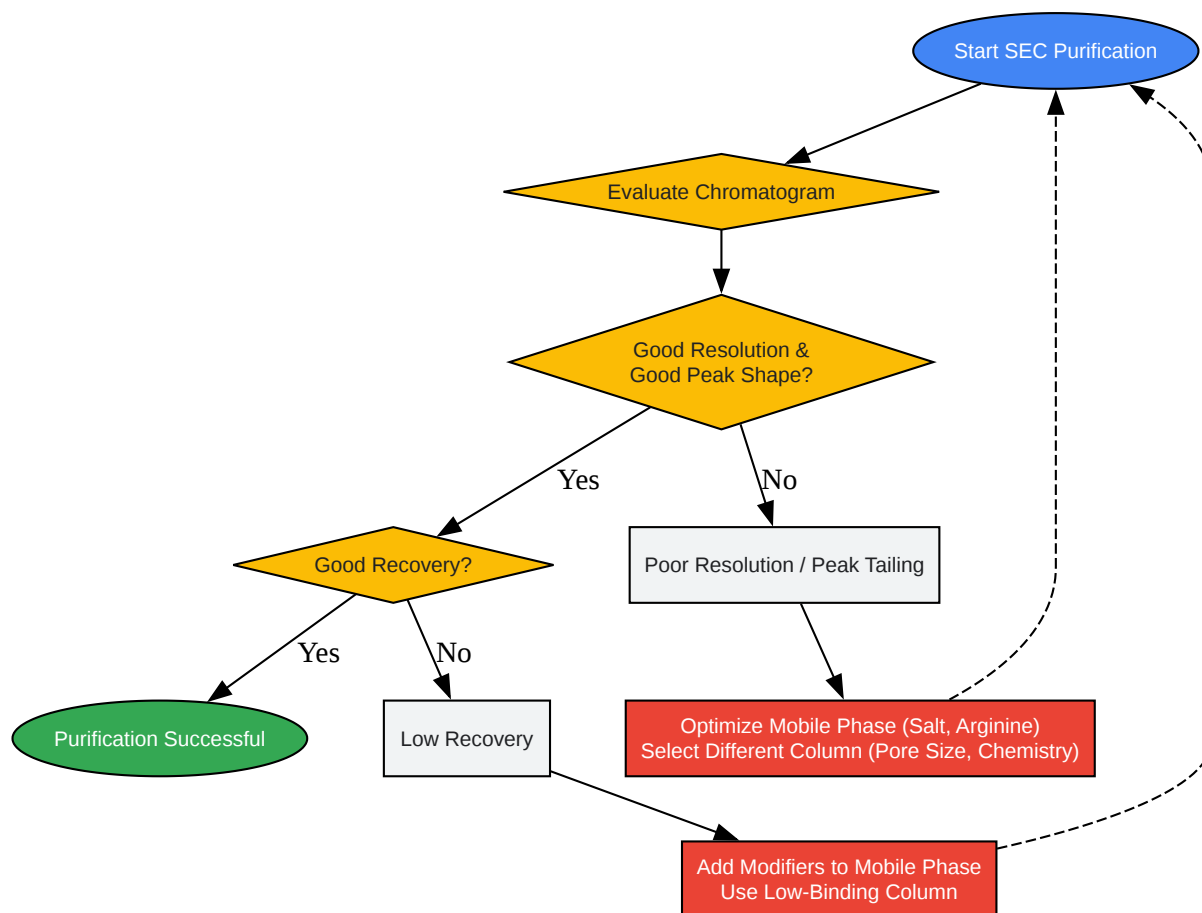 Start SEC Purification
Evaluate Chromatogram
Good Resolution &
Good Peak Shape?
Yes
No
Good Recovery?
Poor Resolution / Peak Tailing
Yes
No
Purification Successful
Low Recovery
Optimize Mobile Phase (Salt, Arginine)
Select Different Column (Pore Size, Chemistry)
Add Modifiers to Mobile Phase
Use Low-Binding Column